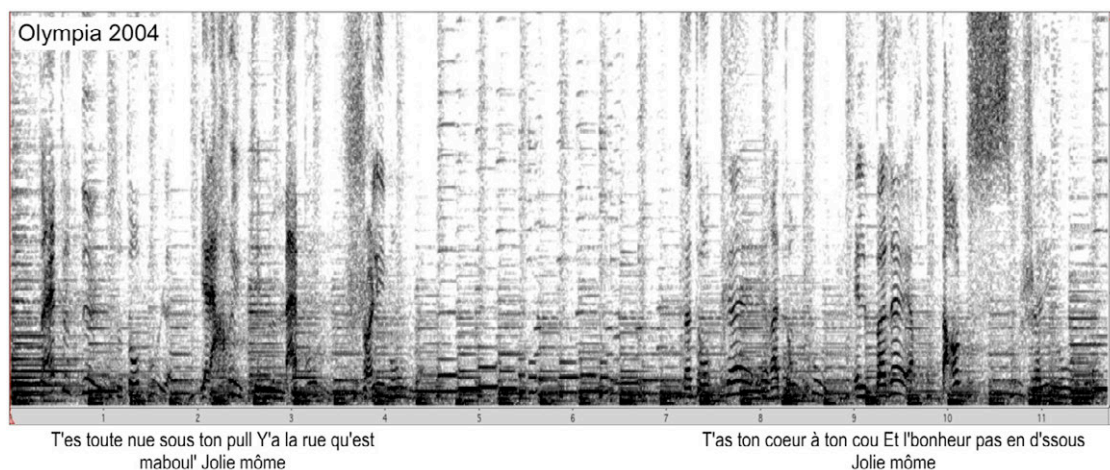 Olympia 2004
1 2 3 4 5 6 7 8 9 10 11
T'es toute nue sous ton pull Y'a la rue qu'est
maboul' Jolie môme
T'as ton coeur à ton cou Et l'bonheur pas en d'ssous
Jolie môme